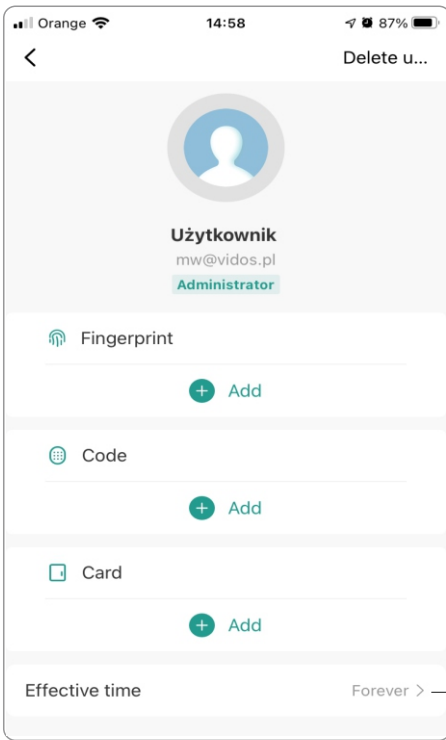 Orange 14:58 87%
Delete u...
Użytkownik
mw@vidos.pl
Administrator
Fingerprint
+ Add
Code
+ Add
Card
+ Add
Effective time Forever >